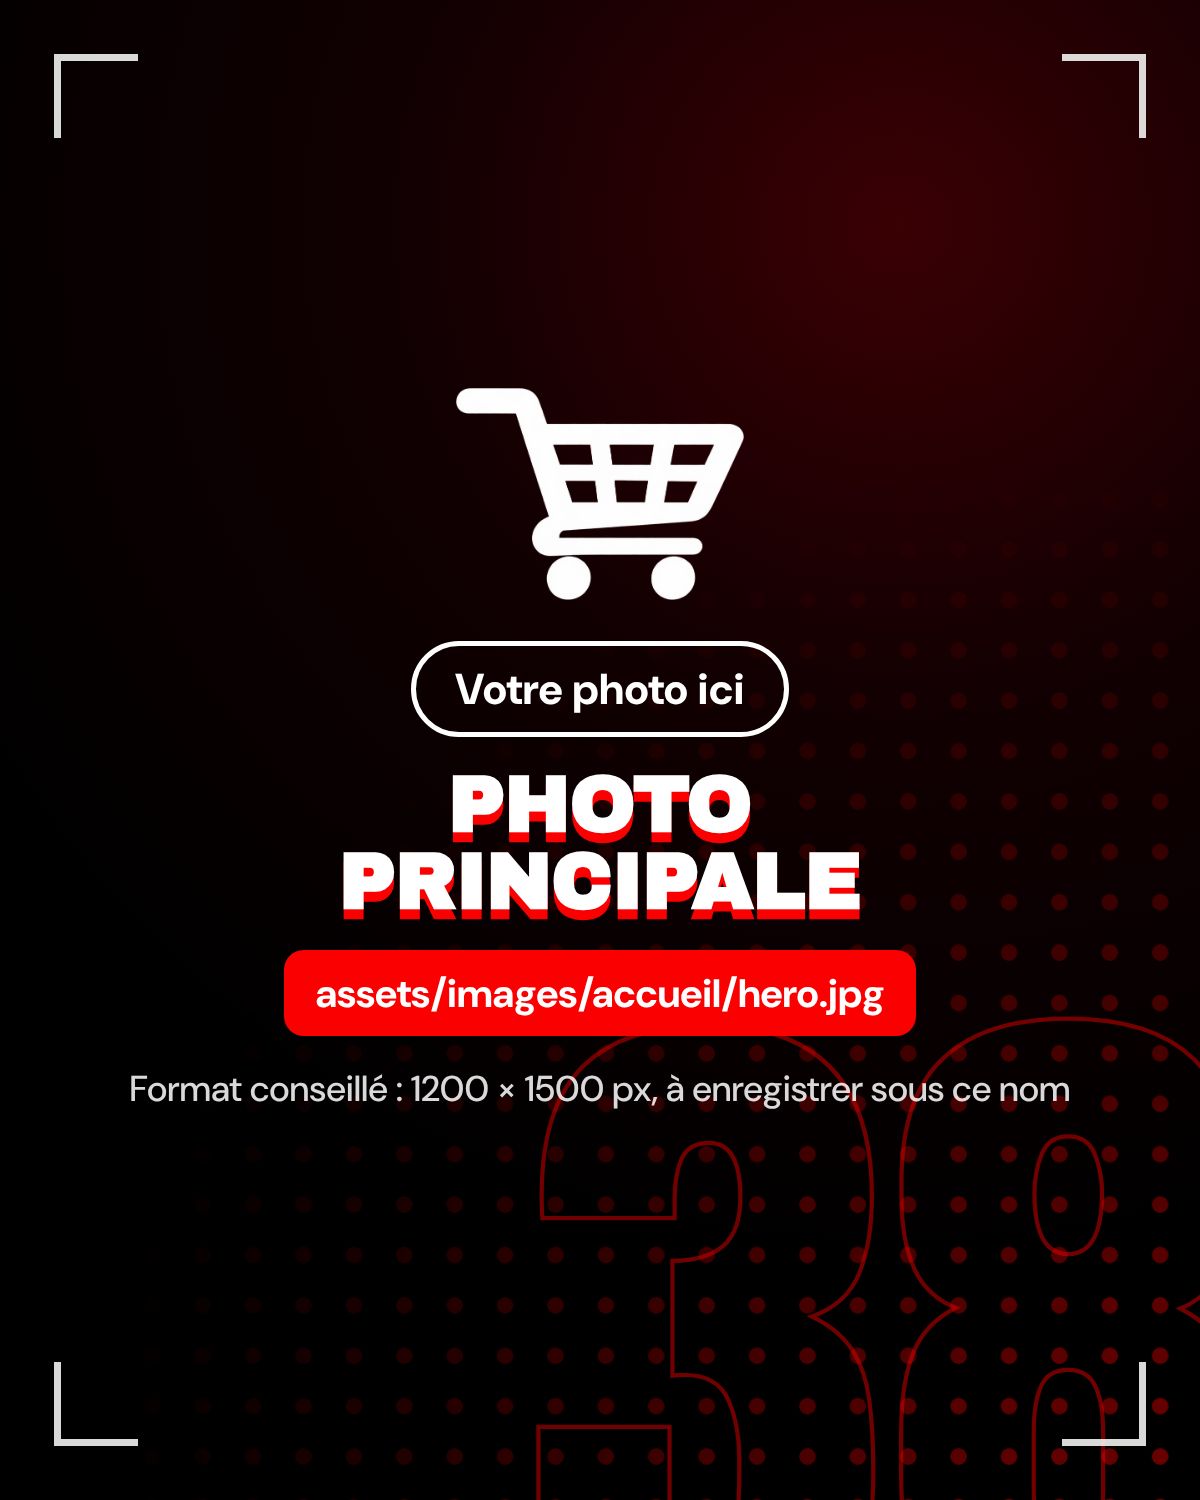 Votre photo ici
PHOTO
PRINCIPALE
assets/images/accueil/hero.jpg
Format conseillé : 1200 × 1500 px, à enregistrer sous ce nom
38